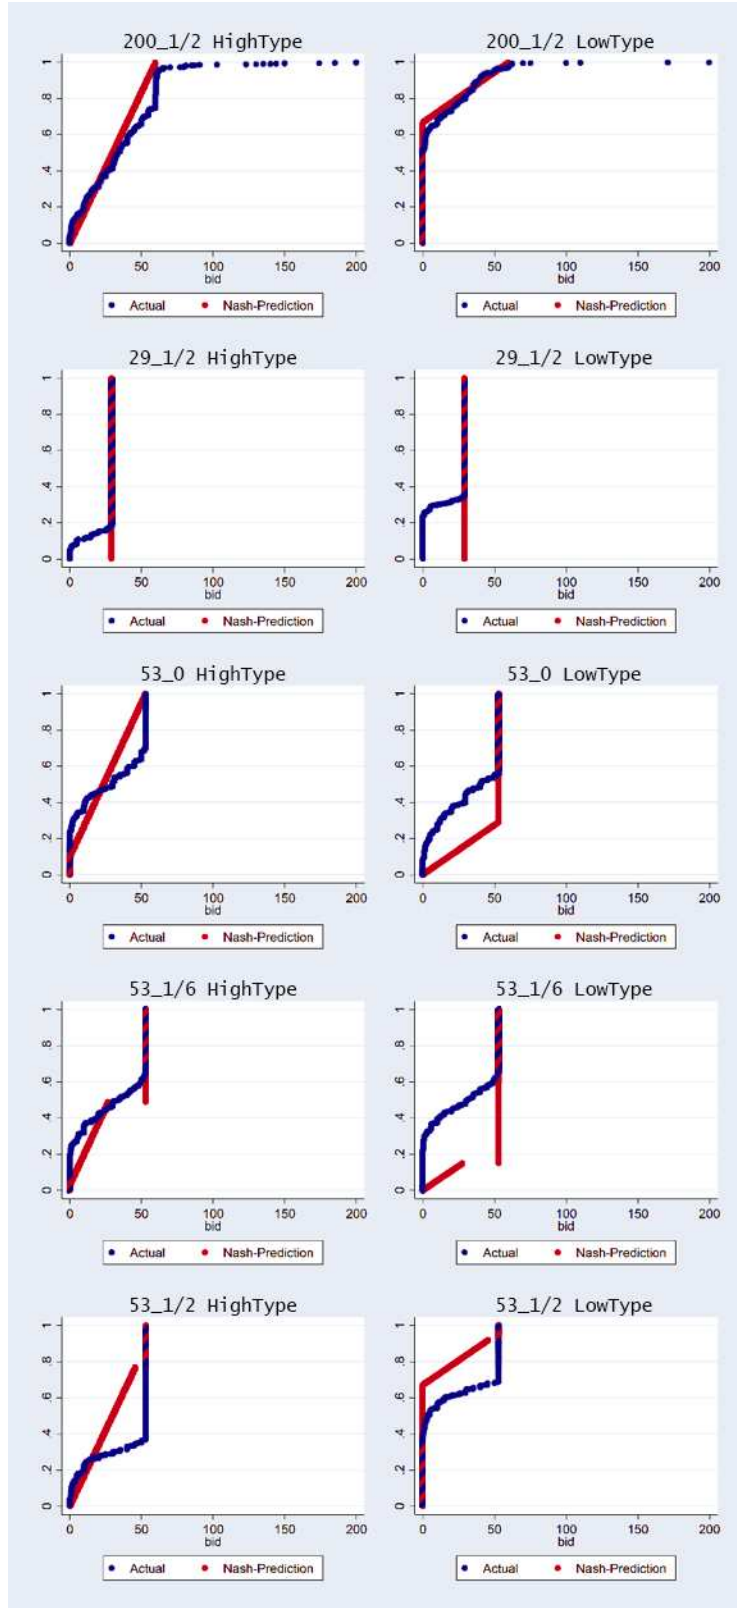 200_1/2 HighType
1
.8
.6
.4
.2
0
0 50 100 150 200
bid
Actual Nash-Prediction
200_1/2 LowType
1
.8
.6
.4
.2
0
0 50 100 150 200
bid
Actual Nash-Prediction
29_1/2 HighType
1
.8
.6
.4
.2
0
0 50 100 150 200
bid
Actual Nash-Prediction
29_1/2 LowType
1
.8
.6
.4
.2
0
0 50 100 150 200
bid
Actual Nash-Prediction
53_0 HighType
1
.8
.6
.4
.2
0
0 50 100 150 200
bid
Actual Nash-Prediction
53_0 LowType
1
.8
.6
.4
.2
0
0 50 100 150 200
bid
Actual Nash-Prediction
53_1/6 HighType
1
.8
.6
.4
.2
0
0 50 100 150 200
bid
Actual Nash-Prediction
53_1/6 LowType
1
.8
.6
.4
.2
0
0 50 100 150 200
bid
Actual Nash-Prediction
53_1/2 HighType
1
.8
.6
.4
.2
0
0 50 100 150 200
bid
Actual Nash-Prediction
53_1/2 LowType
1
.8
.6
.4
.2
0
0 50 100 150 200
bid
Actual Nash-Prediction